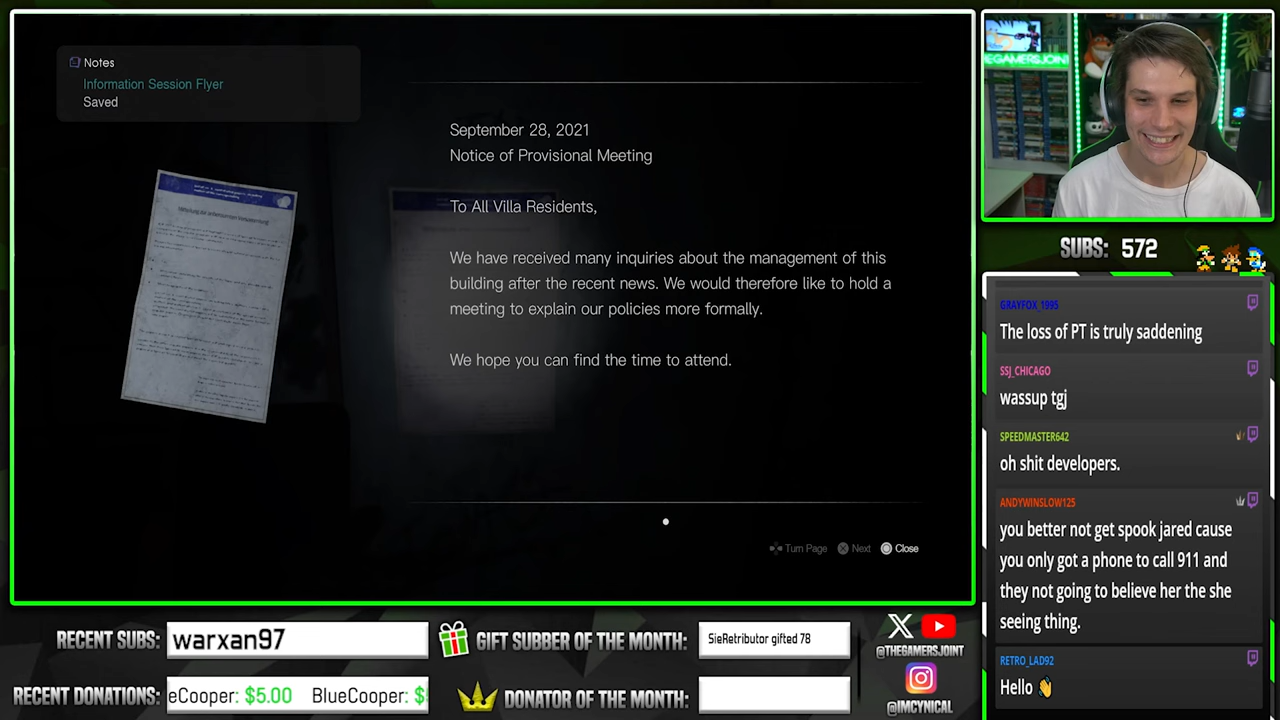 Notes
Information Session Flyer
Saved
September 28, 2021
Notice of Provisional Meeting
To All Villa Residents,
We have received many inquiries about the management of this
building after the recent news. We would therefore like to hold a
meeting to explain our policies more formally.
We hope you can find the time to attend.
Turn Page
Next
Close
SUBS: 572
GRAYFOX_1995
The loss of PT is truly saddening
SSJ_CHICAGO
wassup tgj
SPEEDMASTER642
oh shit developers.
ANDYWINSLOW125
you better not get spook jared cause
you only got a phone to call 911 and
they not going to believe her the she
seeing thing.
RETRO_LAD92
Hello 👋
RECENT SUBS: warxan97
GIFT SUBBER OF THE MONTH: SieRetributor gifted 78
@THEGAMERSJOINT
RECENT DONATIONS: eCooper: $5.00 BlueCooper: $
DONATOR OF THE MONTH:
@IMCYNICAL